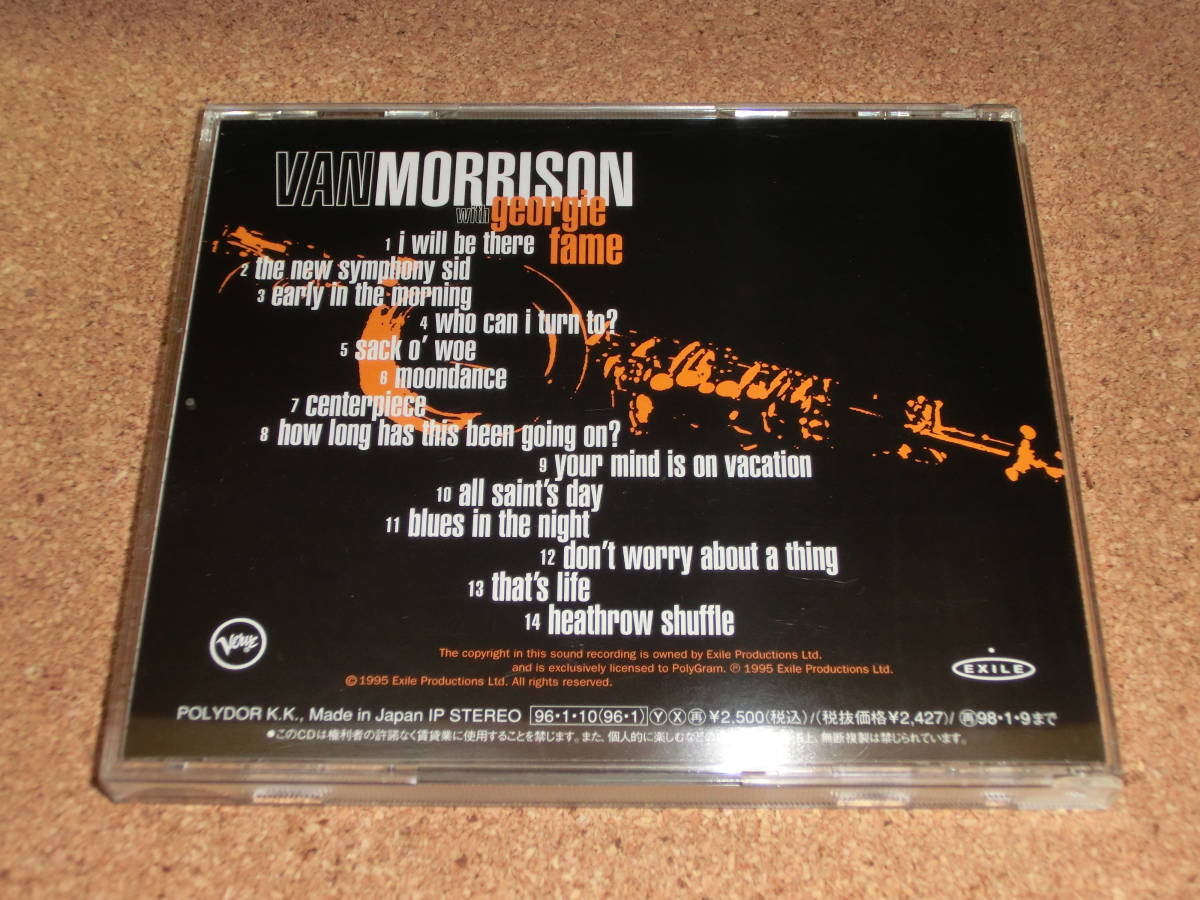 VANMORRISON
with georgie
fame
1 i will be there
2 the new symphony sid
3 early in the morning
4 who can i turn to?
5 sack o' woe
6 moondance
7 centerpiece
8 how long has this been going on?
9 your mind is on vacation
10 all saint's day
11 blues in the night
12 don't worry about a thing
13 that's life
14 heathrow shuffle
Verve
The copyright in this sound recording is owned by Exile Productions Ltd.
and is exclusively licensed to PolyGram. ℗ 1995 Exile Productions Ltd.
© 1995 Exile Productions Ltd. All rights reserved.
EXILE
POLYDOR K.K., Made in Japan IP STEREO 96・1・10(96・1) Ⓨ Ⓧ ㊢ ¥2,500(税込)/(税抜価格¥2,427)/ 再98・1・9まで
●このCDは権利者の許諾なく賃貸業に使用することを禁じます。また、個人的に楽しむなどの 上、無断複製は禁じられています。